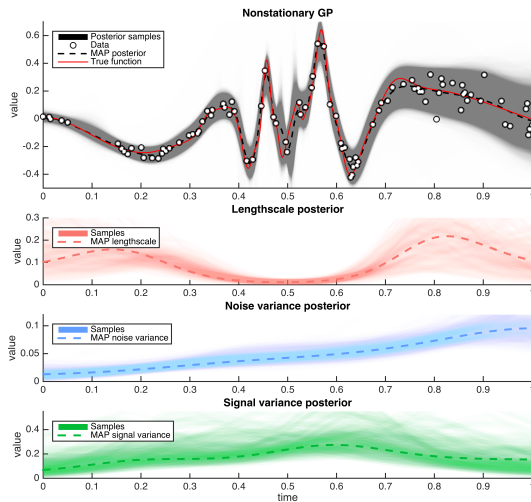 Nonstationary GP
Posterior samples
Data
MAP posterior
True function
value
0.6
0.4
0.2
0
-0.2
-0.4
0 0.1 0.2 0.3 0.4 0.5 0.6 0.7 0.8 0.9
Lengthscale posterior
Samples
MAP lengthscale
value
0.3
0.2
0.1
0
0 0.1 0.2 0.3 0.4 0.5 0.6 0.7 0.8 0.9
Noise variance posterior
Samples
MAP noise variance
value
0.1
0.05
0
0 0.1 0.2 0.3 0.4 0.5 0.6 0.7 0.8 0.9
Signal variance posterior
Samples
MAP signal variance
value
0.4
0.2
0
0 0.1 0.2 0.3 0.4 0.5 0.6 0.7 0.8 0.9
time